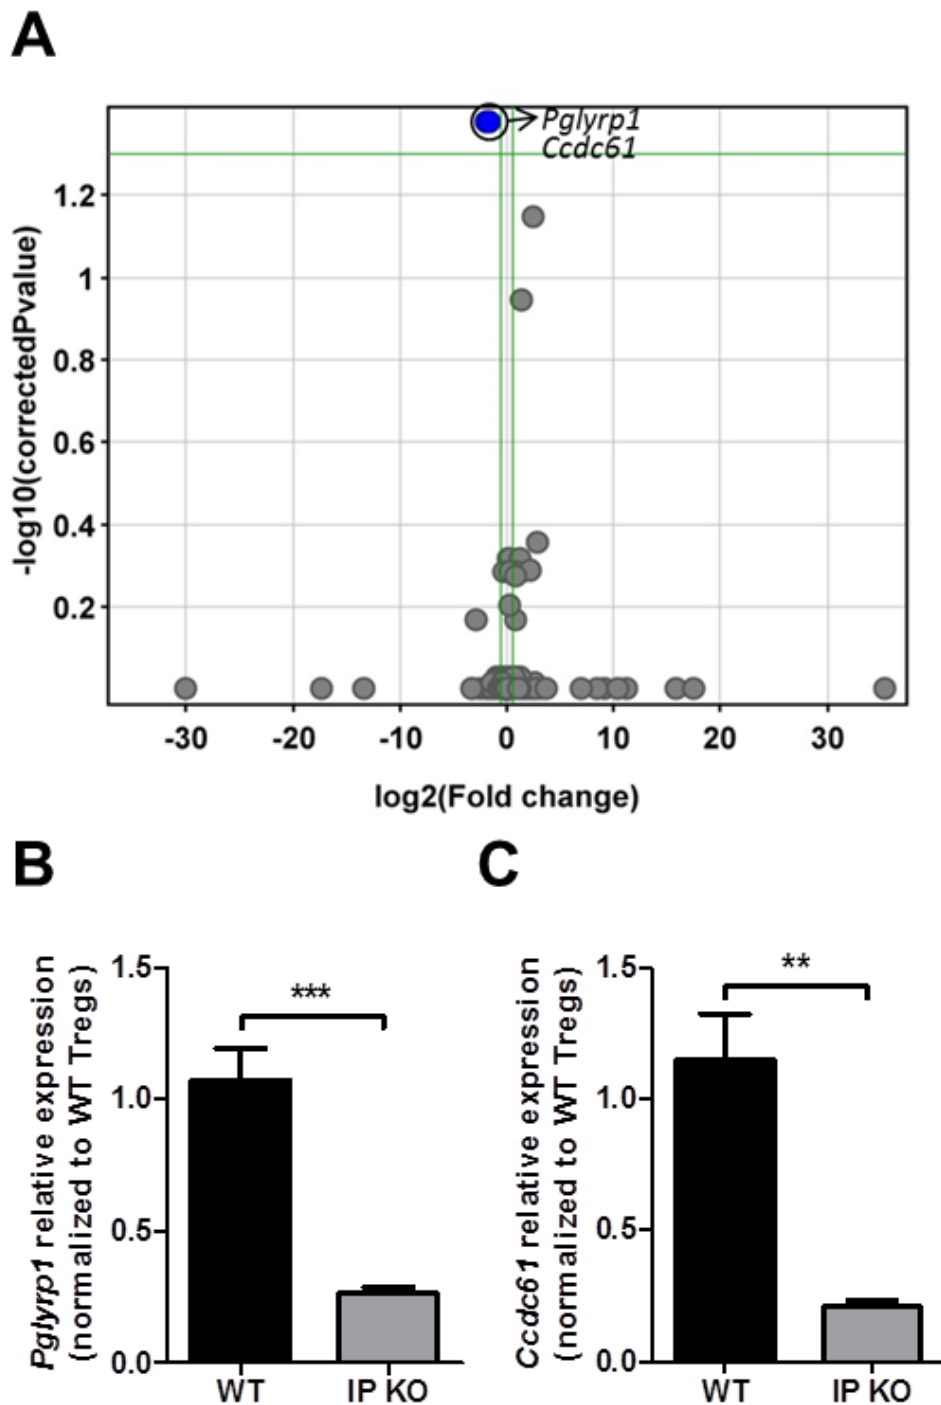 A
Pglyrp1
Ccdc61
1.2
1
0.8
0.6
0.4
0.2
-log10(correctedPvalue)
-30 -20 -10 0 10 20 30
log2(Fold change)
B
Pglyrp1 relative expression
(normalized to WT Tregs)
1.5
1.0
0.5
0.0
***
WT IP KO
C
Ccdc61 relative expression
(normalized to WT Tregs)
1.5
1.0
0.5
0.0
**
WT IP KO